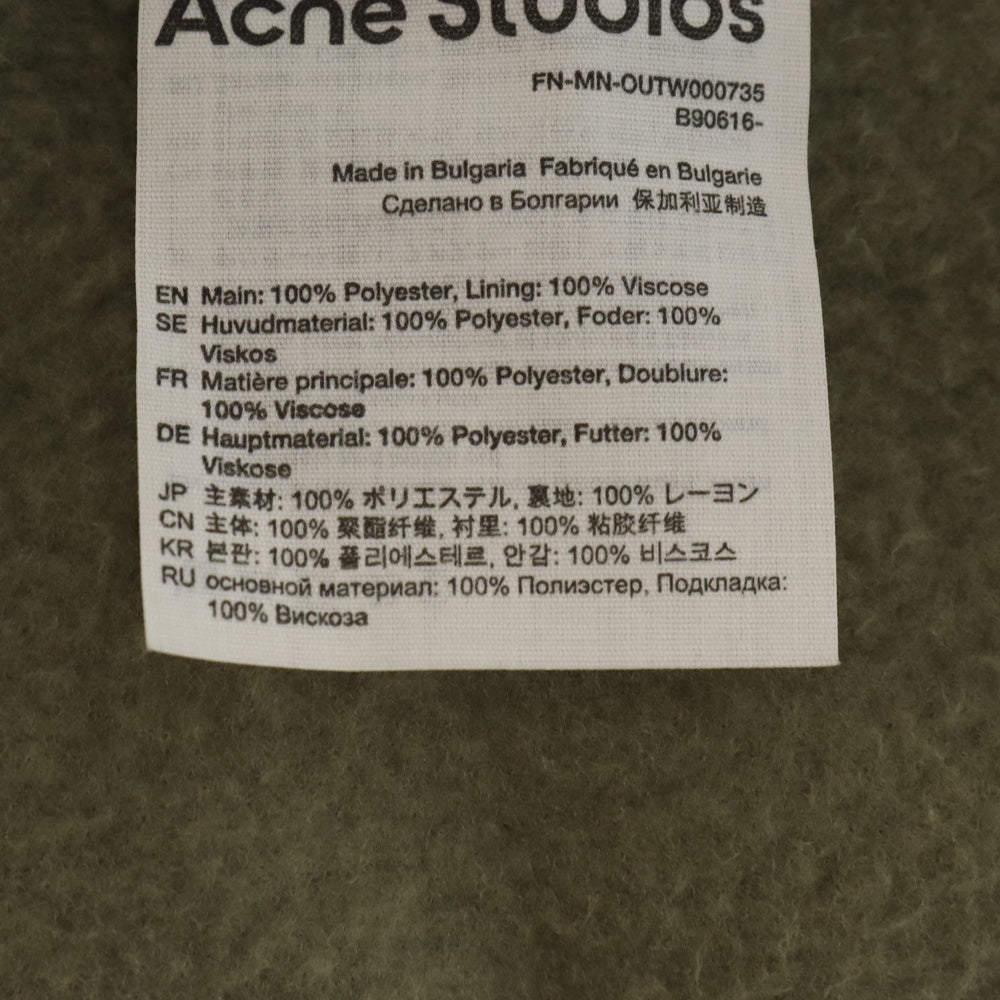 Acne Studios
FN-MN-OUTW000735
B90616-
Made in Bulgaria Fabriqué en Bulgarie
Сделано в Болгарии 保加利亚制造
EN Main: 100% Polyester, Lining: 100% Viscose
SE Huvudmaterial: 100% Polyester, Foder: 100%
Viskos
FR Matière principale: 100% Polyester, Doublure:
100% Viscose
DE Hauptmaterial: 100% Polyester, Futter: 100%
Viskose
JP 主素材: 100% ポリエステル, 裏地: 100% レーヨン
CN 主体: 100% 聚酯纤维, 衬里: 100% 粘胶纤维
KR 본판: 100% 폴리에스테르, 안감: 100% 비스코스
RU основной материал: 100% Полиэстер, Подкладка:
100% Вискоза